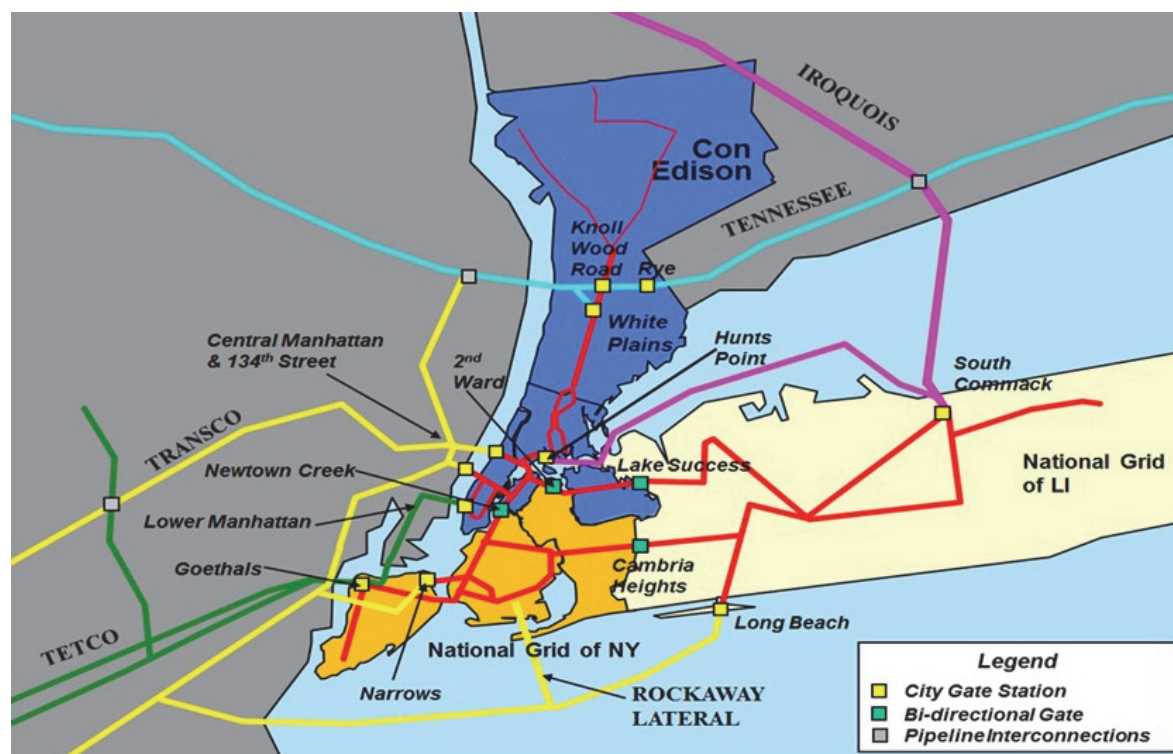 IROQUOIS
Con
Edison
TENNESSEE
Knoll
Wood
Road
Rye
White
Plains
Hunts
Point
Central Manhattan
& 134th Street
2nd
Ward
South
Commack
TRANSCO
Newtown Creek
Lake Success
National Grid
of LI
Lower Manhattan
Goethals
Cambria
Heights
TETCO
Long Beach
National Grid of NY
Narrows
ROCKAWAY
LATERAL
Legend
City Gate Station
Bi-directional Gate
Pipeline Interconnections